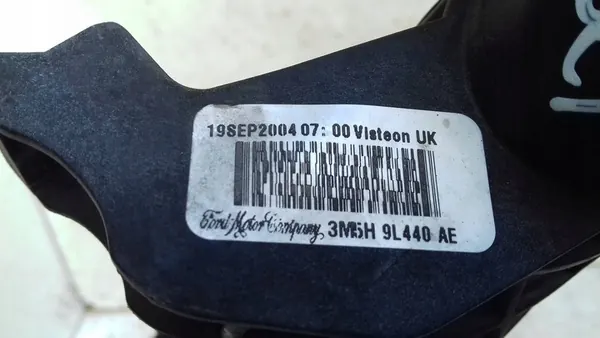 19SEP2004 07:00 Visteon UK
Ford Motor Company 3M5H 9L440 AE